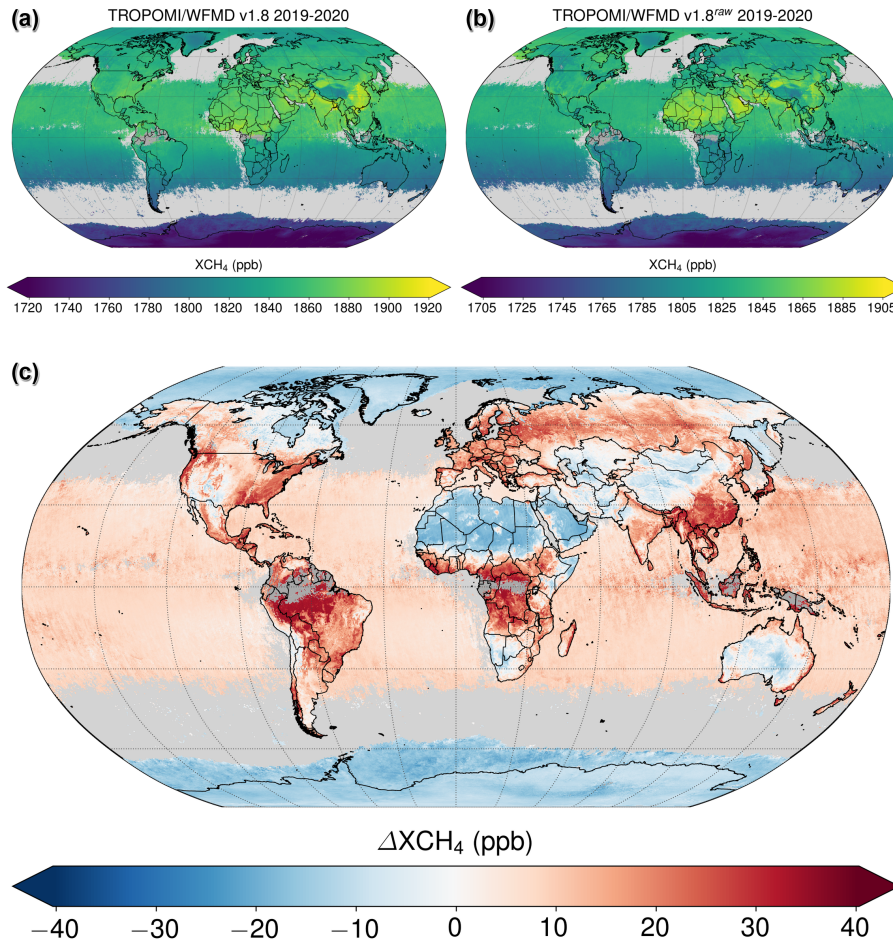 (a)
TROPOMI/WFMD v1.8 2019-2020
(b)
TROPOMI/WFMD v1.8raw 2019-2020
XCH4 (ppb)
1720 1740 1760 1780 1800 1820 1840 1860 1880 1900 1920
XCH4 (ppb)
1705 1725 1745 1765 1785 1805 1825 1845 1865 1885 1905
(c)
ΔXCH4 (ppb)
−40 −30 −20 −10 0 10 20 30 40